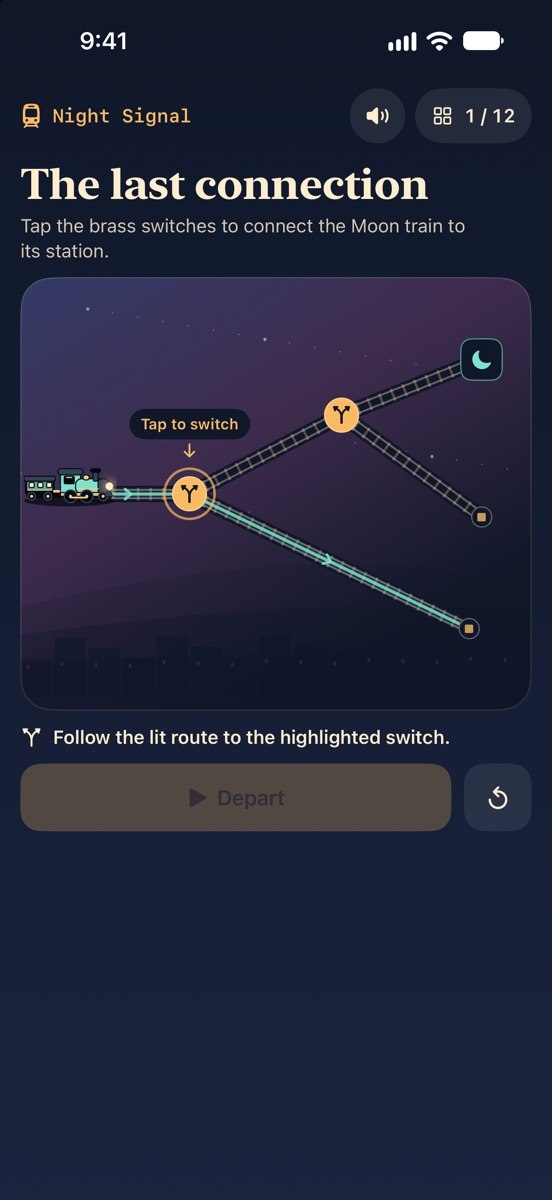 9:41
Night Signal
1 / 12
The last connection
Tap the brass switches to connect the Moon train to
its station.
Tap to switch
Follow the lit route to the highlighted switch.
Depart